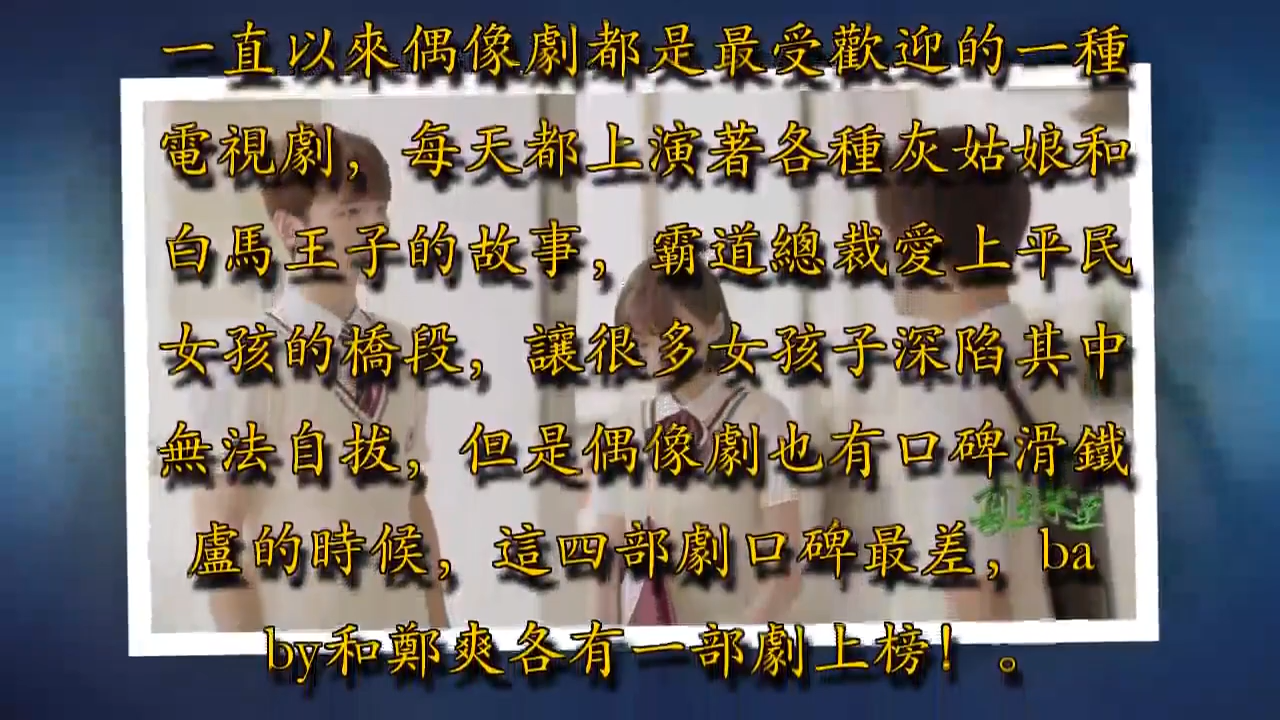 一直以來偶像劇都是最受歡迎的一種
電視劇，每天都上演著各種灰姑娘和
白馬王子的故事，霸道總裁愛上平民
女孩的橋段，讓很多女孩子深陷其中
無法自拔，但是偶像劇也有口碑滑鐵
盧的時候，這四部劇口碑最差，ba
by和鄭爽各有一部劇上榜！。